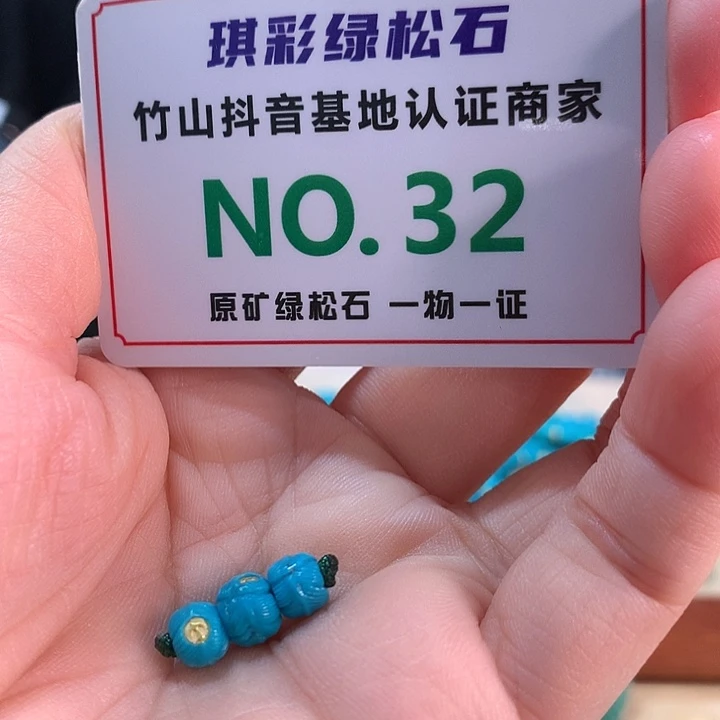 琪彩绿松石
竹山抖音基地认证商家
NO.32
原矿绿松石 一物一证